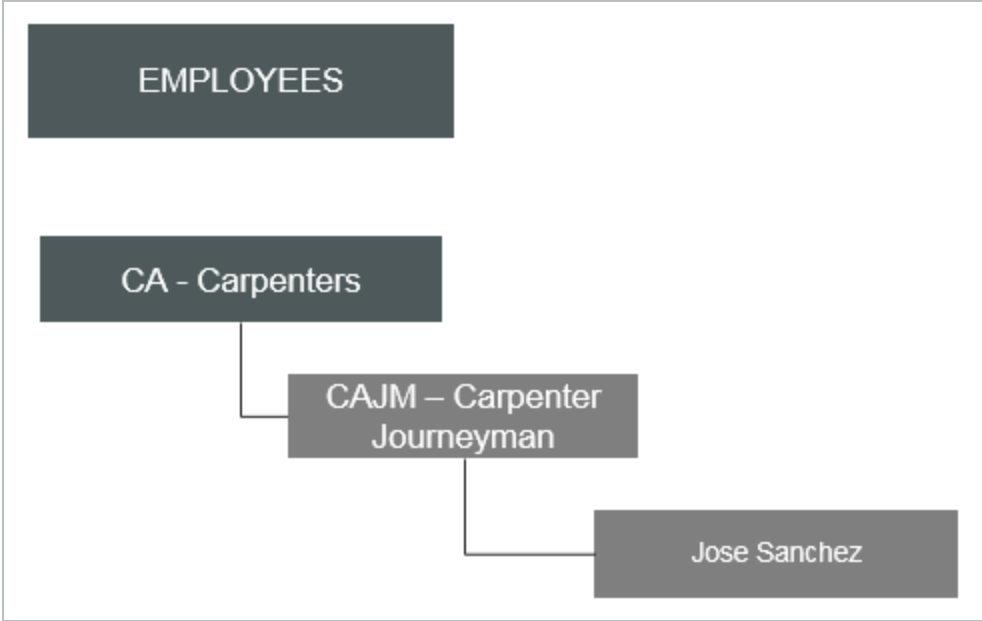 EMPLOYEES
CA - Carpenters
CAJM – Carpenter
Journeyman
Jose Sanchez